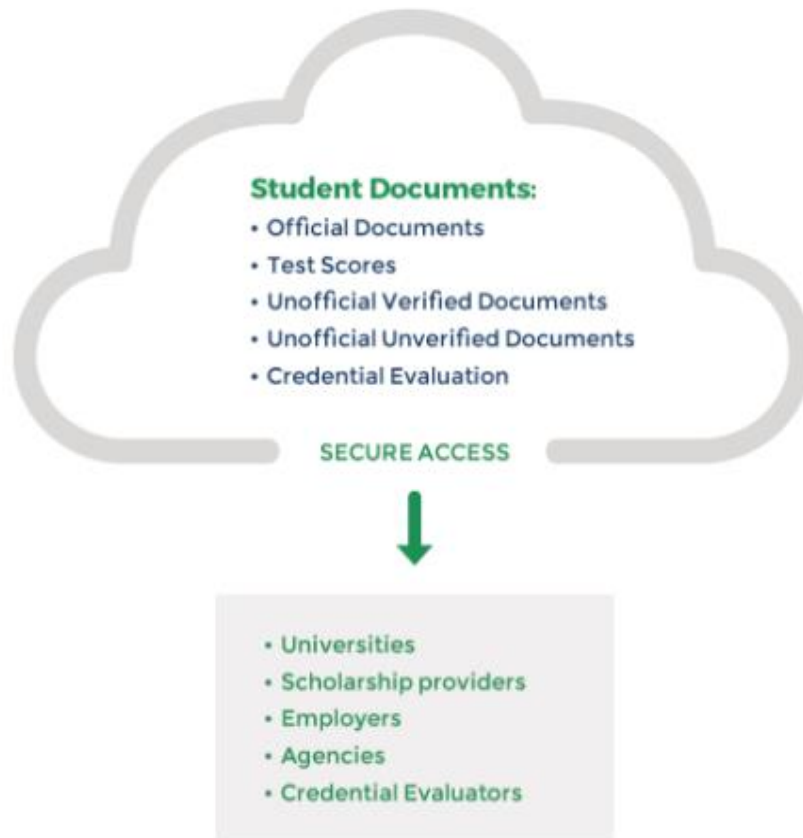 Student Documents:
• Official Documents
• Test Scores
• Unofficial Verified Documents
• Unofficial Unverified Documents
• Credential Evaluation
SECURE ACCESS
• Universities
• Scholarship providers
• Employers
• Agencies
• Credential Evaluators